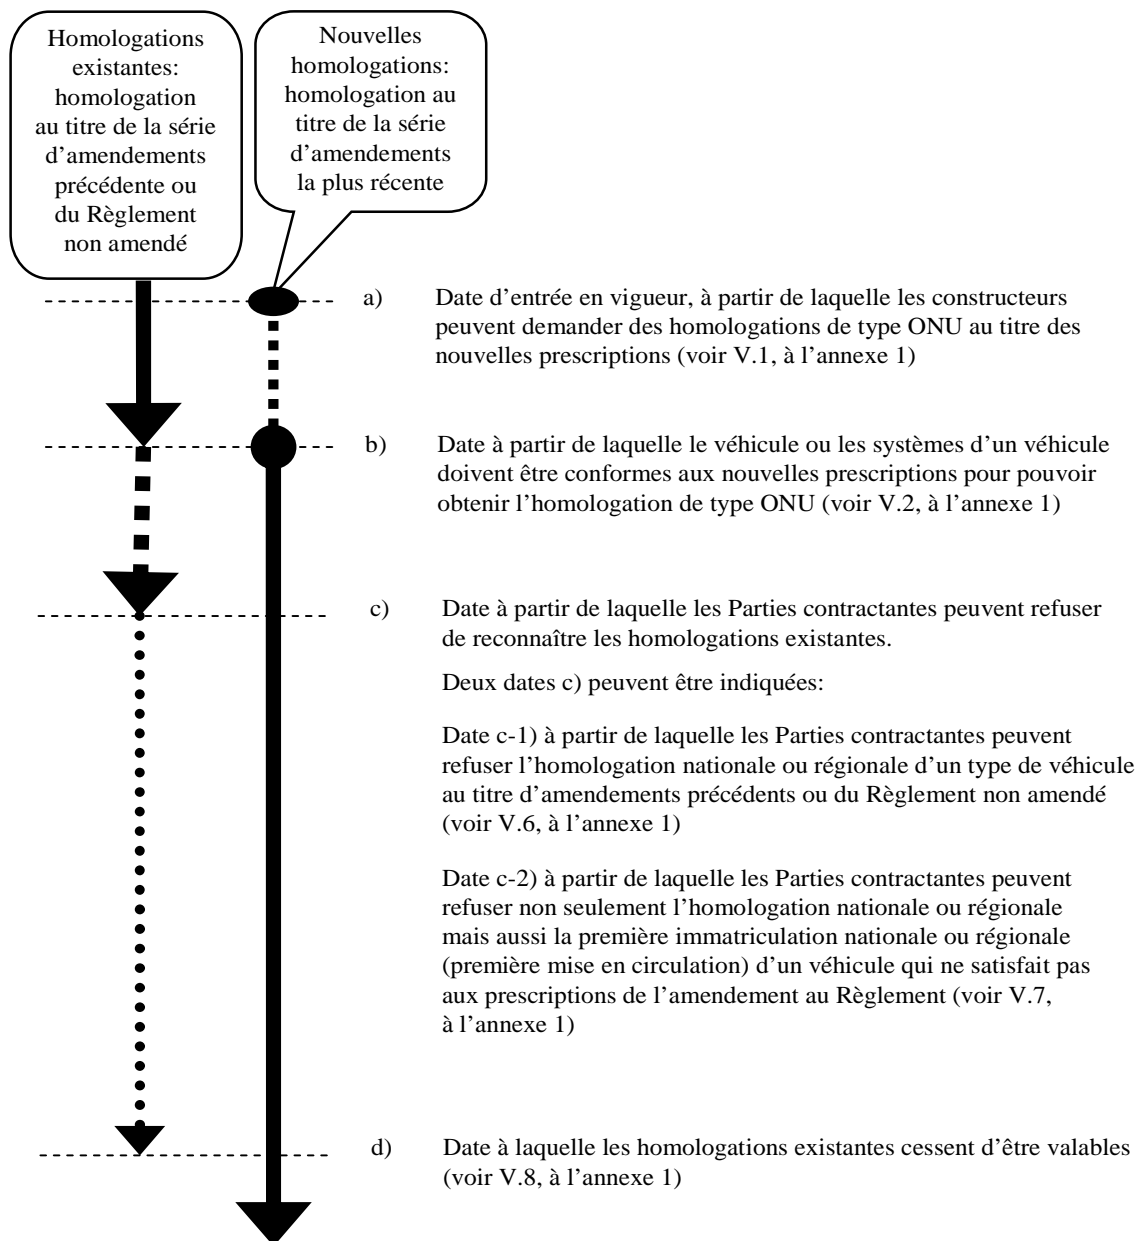 Homologations
existantes:
homologation
au titre de la série
d’amendements
précédente ou
du Règlement
non amendé
Nouvelles
homologations:
homologation au
titre de la série
d’amendements
la plus récente
a) Date d’entrée en vigueur, à partir de laquelle les constructeurs
peuvent demander des homologations de type ONU au titre des
nouvelles prescriptions (voir V.1, à l’annexe 1)
b) Date à partir de laquelle le véhicule ou les systèmes d’un véhicule
doivent être conformes aux nouvelles prescriptions pour pouvoir
obtenir l’homologation de type ONU (voir V.2, à l’annexe 1)
c) Date à partir de laquelle les Parties contractantes peuvent refuser
de reconnaître les homologations existantes.
Deux dates c) peuvent être indiquées:
Date c-1) à partir de laquelle les Parties contractantes peuvent
refuser l’homologation nationale ou régionale d’un type de véhicule
au titre d’amendements précédents ou du Règlement non amendé
(voir V.6, à l’annexe 1)
Date c-2) à partir de laquelle les Parties contractantes peuvent
refuser non seulement l’homologation nationale ou régionale
mais aussi la première immatriculation nationale ou régionale
(première mise en circulation) d’un véhicule qui ne satisfait pas
aux prescriptions de l’amendement au Règlement (voir V.7,
à l’annexe 1)
d) Date à laquelle les homologations existantes cessent d’être valables
(voir V.8, à l’annexe 1)